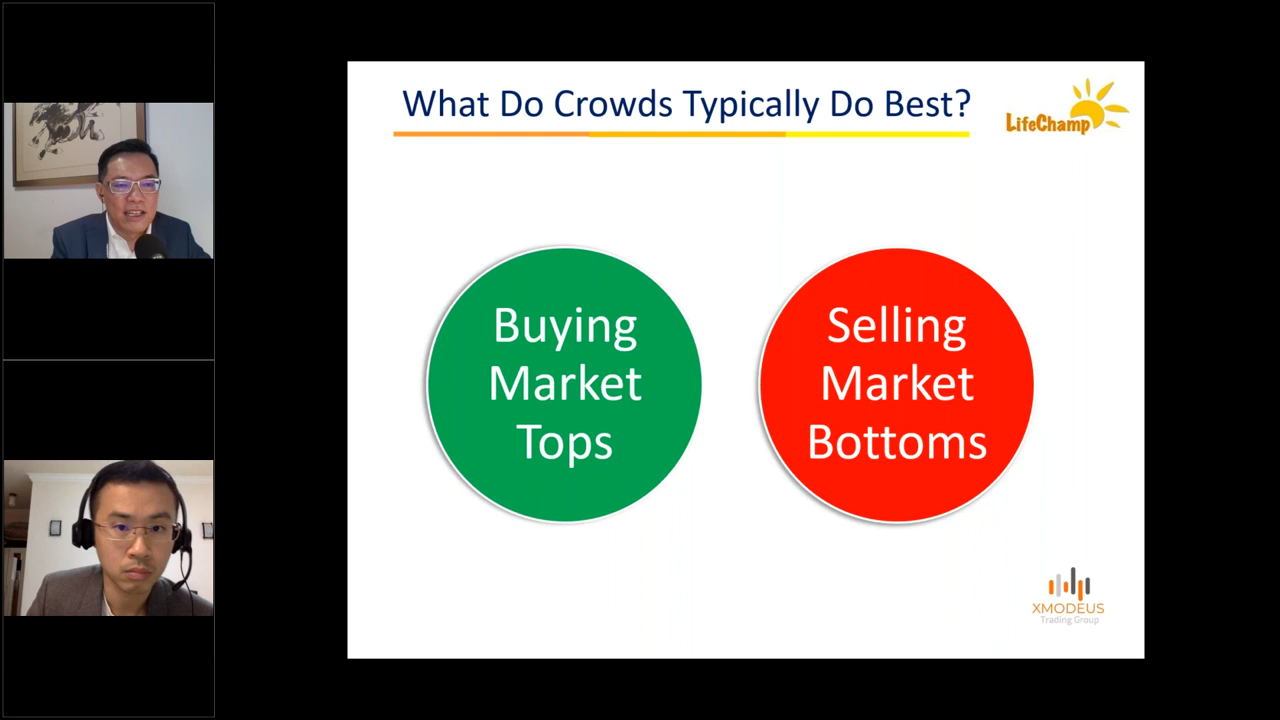 What Do Crowds Typically Do Best?
LifeChamp
Buying
Market
Tops
Selling
Market
Bottoms
XMODEUS
Trading Group